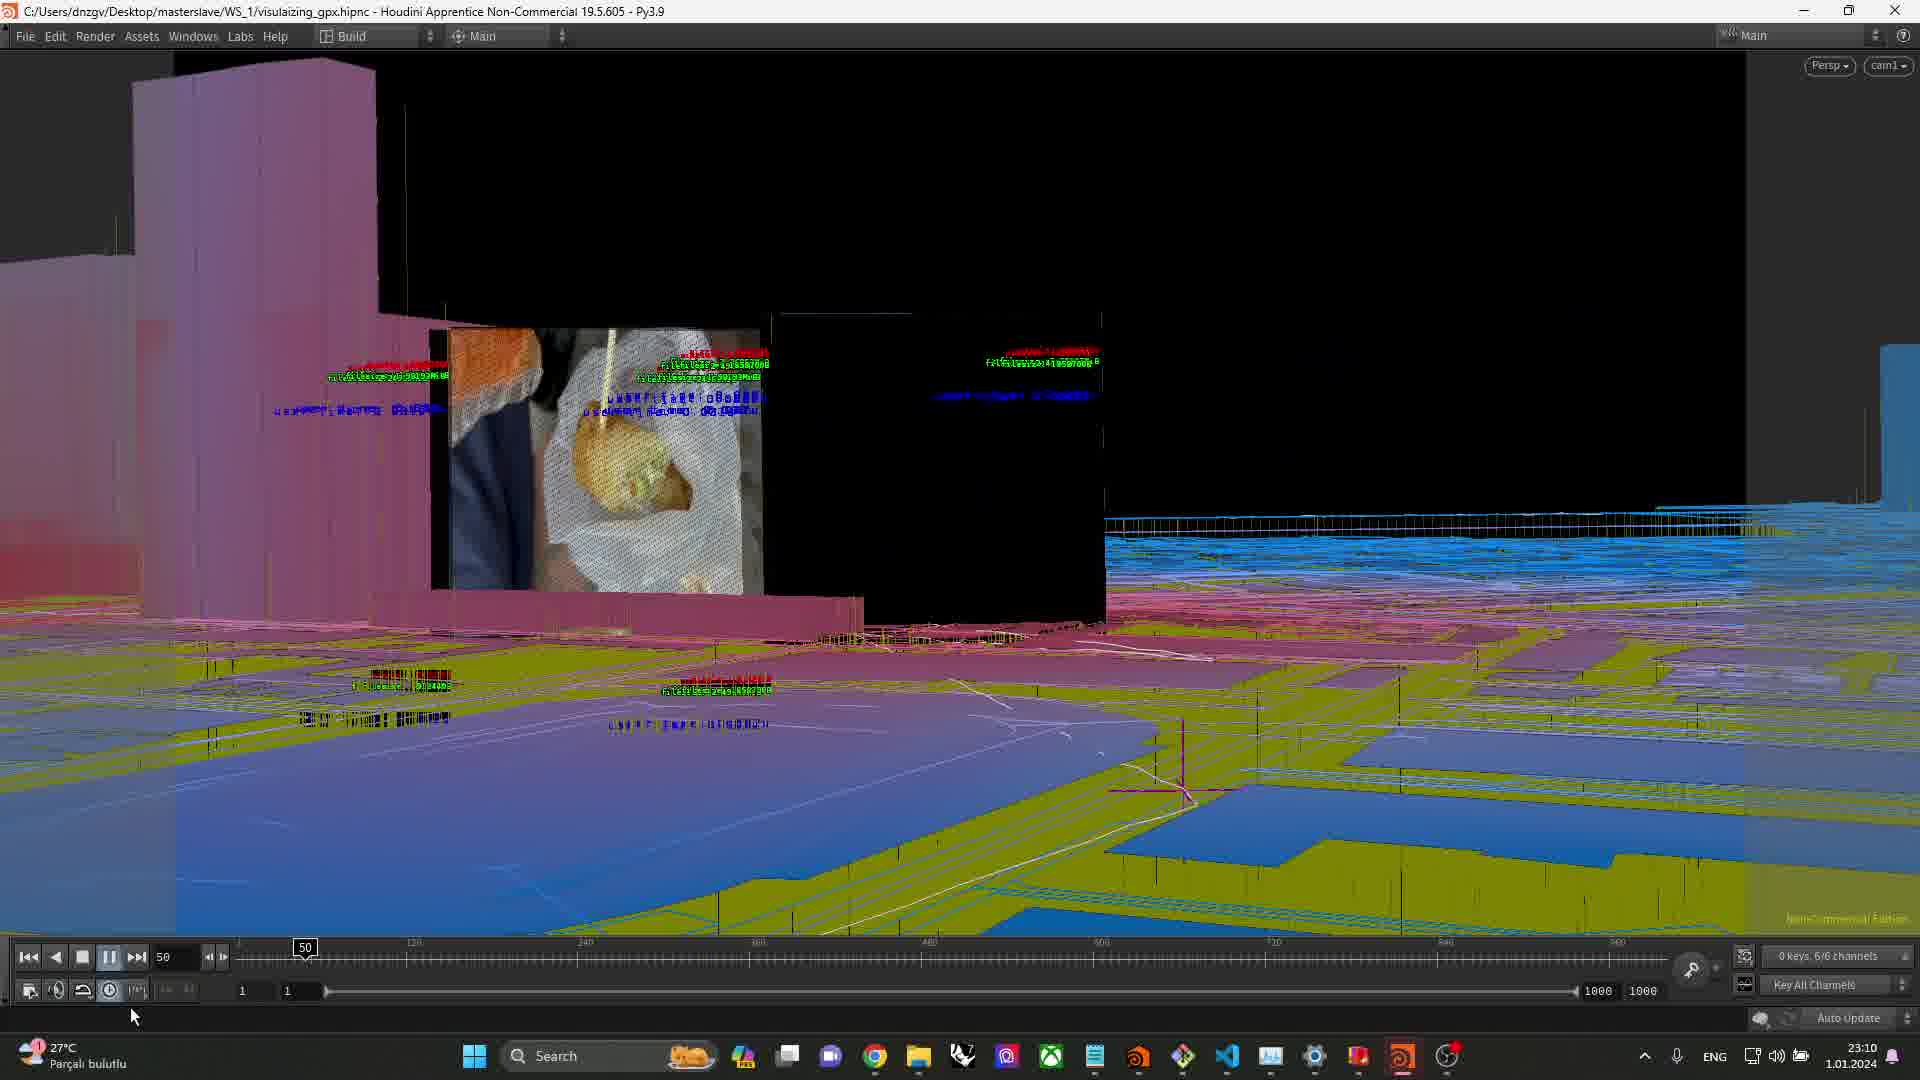 C:/Users/dnzgv/Desktop/masterslave/WS_1/visulaizing_gpx.hipnc - Houdini Apprentice Non-Commercial 19.5.605 - Py3.9
File Edit Render Assets Windows Labs Help Build Main Main
Persp cam1
Non-Commercial Edition
1 120 240 360 480 600 720 840 960
50
50
0 keys, 6/6 channels
1 1 1000 1000
Key All Channels
Auto Update
27°C
Parçalı bulutlu
Search
ENG
23:10
1.01.2024